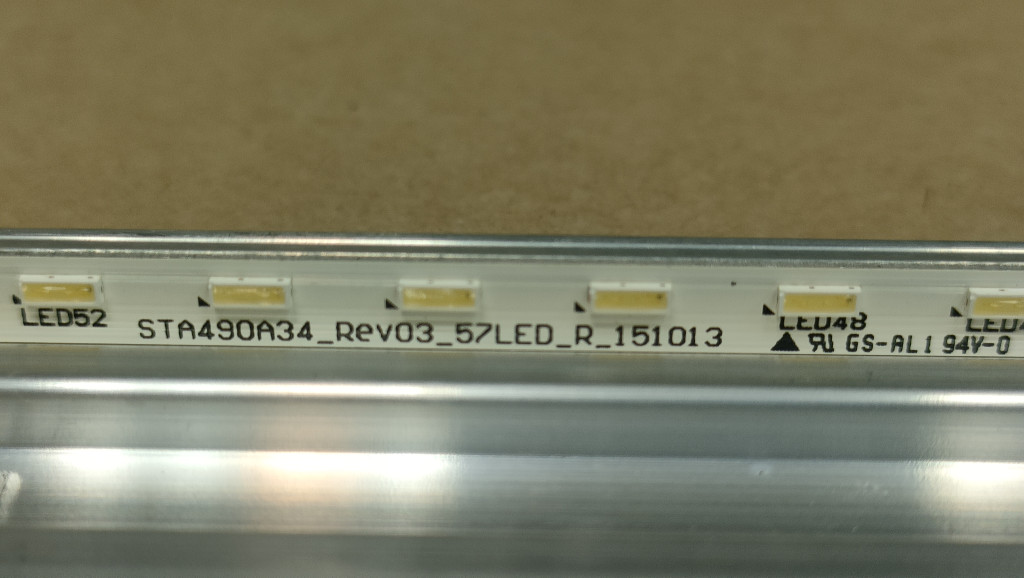 LED52
STA490A34_Rev03_57LED_R_151013
LED48
GS-AL1 94V-0